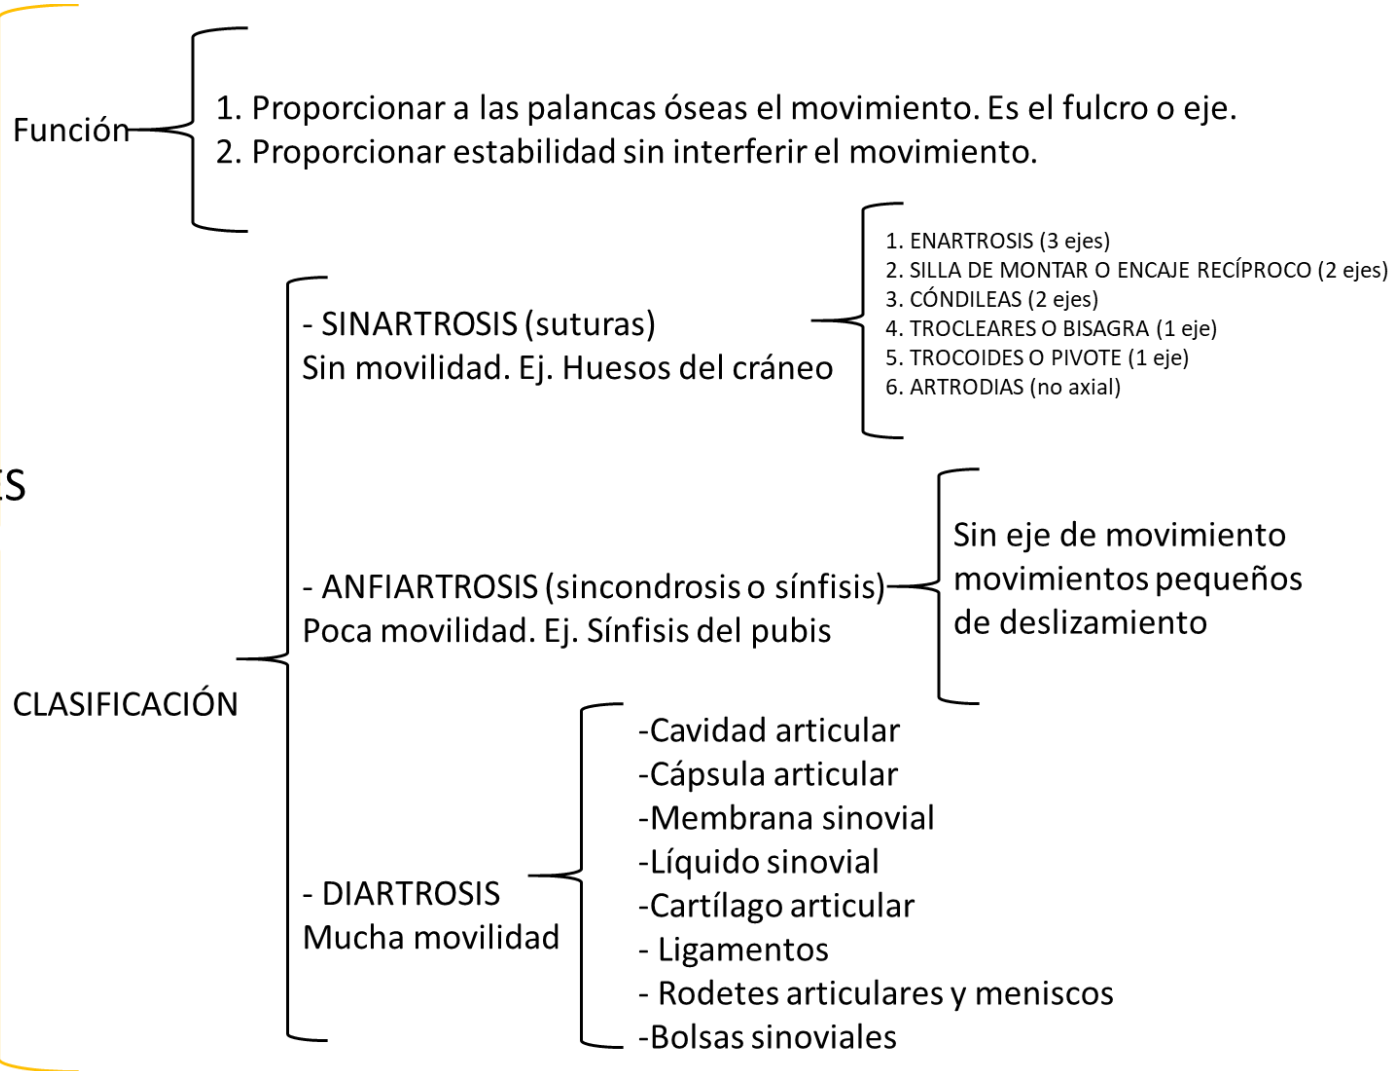 Función
1. Proporcionar a las palancas óseas el movimiento. Es el fulcro o eje.
2. Proporcionar estabilidad sin interferir el movimiento.
ES
CLASIFICACIÓN
- SINARTROSIS (suturas)
Sin movilidad. Ej. Huesos del cráneo
1. ENARTROSIS (3 ejes)
2. SILLA DE MONTAR O ENCAJE RECÍPROCO (2 ejes)
3. CÓNDILEAS (2 ejes)
4. TROCLEARES O BISAGRA (1 eje)
5. TROCOIDES O PIVOTE (1 eje)
6. ARTRODIAS (no axial)
- ANFIARTROSIS (sincondrosis o sínfisis)
Poca movilidad. Ej. Sínfisis del pubis
Sin eje de movimiento
movimientos pequeños
de deslizamiento
- DIARTROSIS
Mucha movilidad
-Cavidad articular
-Cápsula articular
-Membrana sinovial
-Líquido sinovial
-Cartílago articular
- Ligamentos
- Rodetes articulares y meniscos
-Bolsas sinoviales